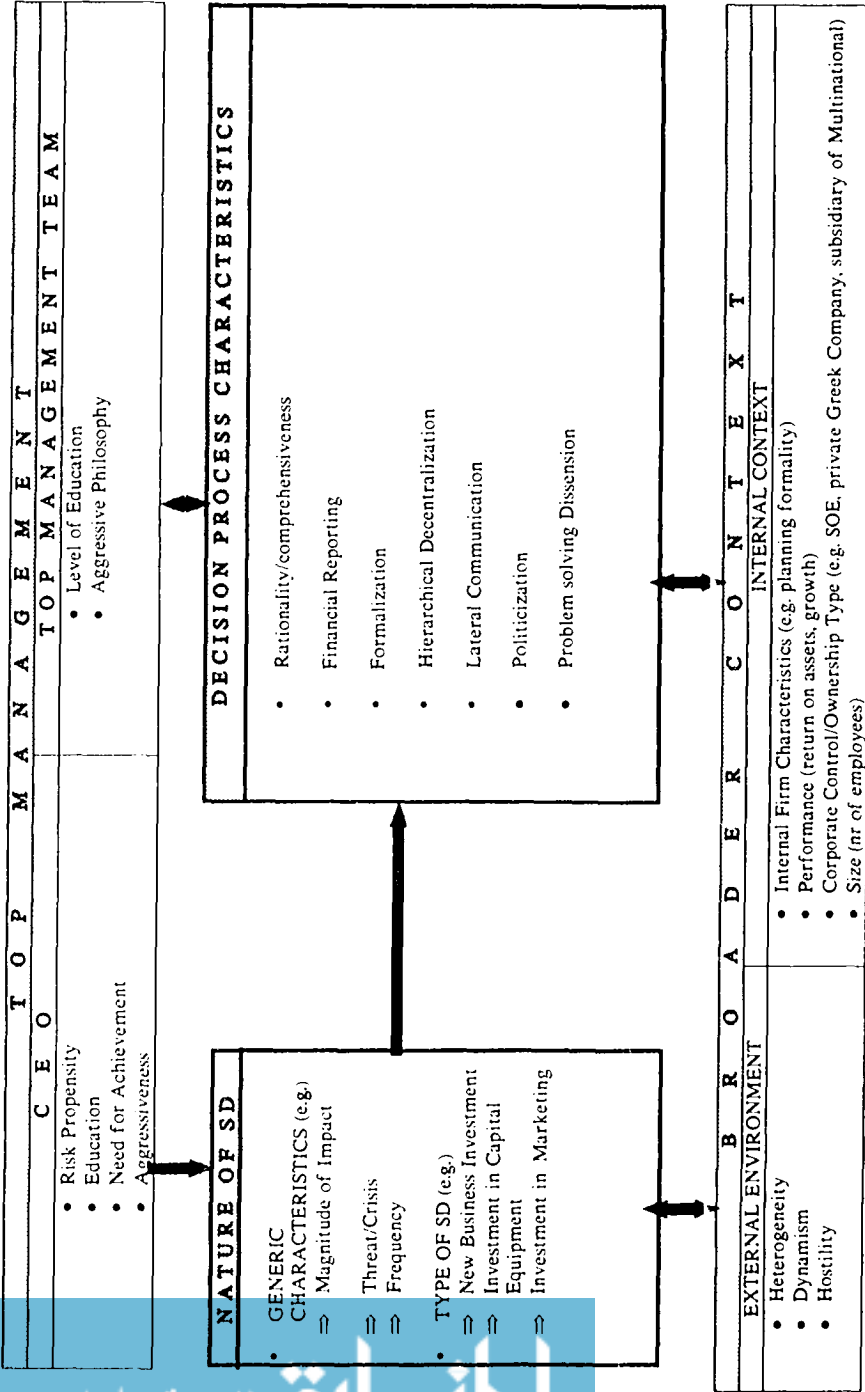 TOP MANAGEMENT
CEO
• Risk Propensity
• Education
• Need for Achievement
• Aggressiveness
TOP MANAGEMENT TEAM
• Level of Education
• Aggressive Philosophy
NATURE OF SD
• GENERIC
CHARACTERISTICS (e.g.)
⇒ Magnitude of Impact
⇒ Threat/Crisis
⇒ Frequency
• TYPE OF SD (e.g.)
⇒ New Business Investment
⇒ Investment in Capital
Equipment
⇒ Investment in Marketing
DECISION PROCESS CHARACTERISTICS
• Rationality/comprehensiveness
• Financial Reporting
• Formalization
• Hierarchical Decentralization
• Lateral Communication
• Politicization
• Problem solving Dissension
BROADER CONTEXT
EXTERNAL ENVIRONMENT
• Heterogeneity
• Dynamism
• Hostility
INTERNAL CONTEXT
• Internal Firm Characteristics (e.g. planning formality)
• Performance (return on assets, growth)
• Corporate Control/Ownership Type (e.g. SOE, private Greek Company, subsidiary of Multinational)
• Size (nr of employees)